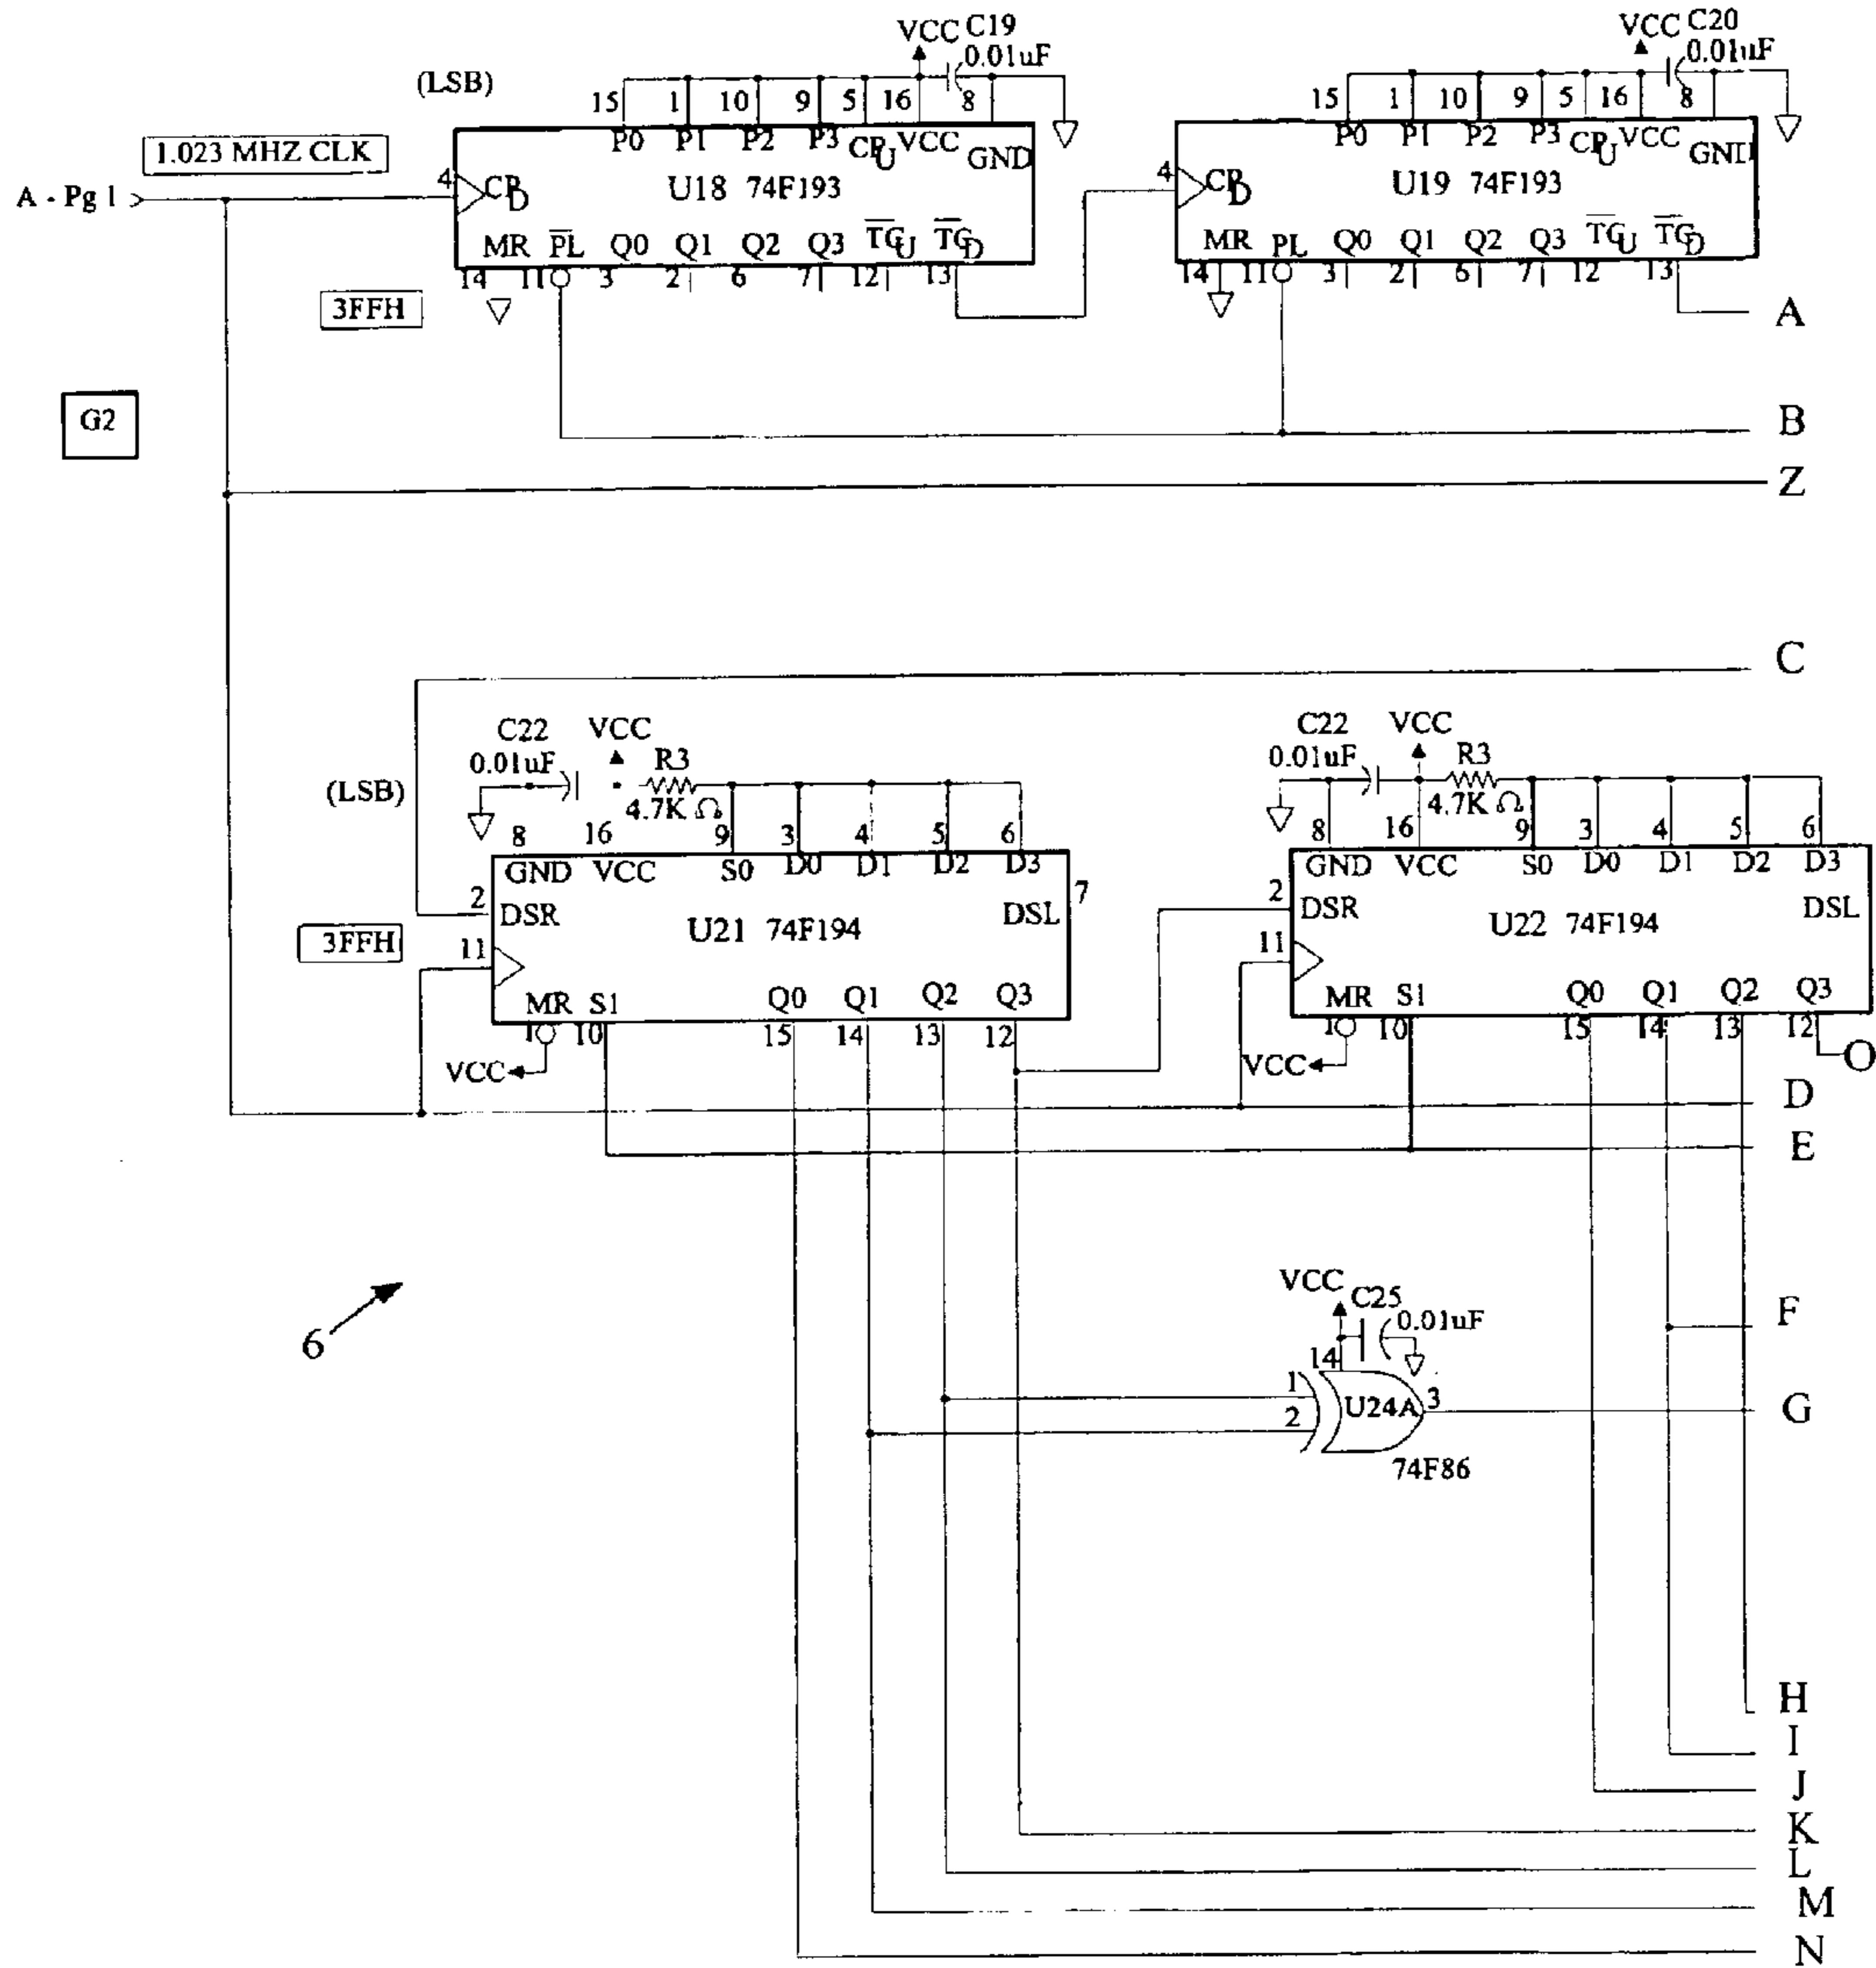 VCC C19
0.01uF
VCC C20
0.01uF
(LSB)
15 1 10 9 5 16 8
15 1 10 9 5 16 8
P0 P1 P2 P3 CPU VCC GND
P0 P1 P2 P3 CPU VCC GND
1.023 MHZ CLK
A - Pg 1
4 CPD U18 74F193
4 CPD U19 74F193
MR PL Q0 Q1 Q2 Q3 TCU TCD
MR PL Q0 Q1 Q2 Q3 TCU TCD
14 11 3 2 6 7 12 13
14 11 3 2 6 7 12 13
3FFH
A
G2
B
Z
C
C22 VCC
0.01uF R3
4.7K Ω
C22 VCC
0.01uF R3
4.7K Ω
(LSB)
8 16 9 3 4 5 6
8 16 9 3 4 5 6
GND VCC S0 D0 D1 D2 D3
GND VCC S0 D0 D1 D2 D3
2 DSR U21 74F194 DSL 7
2 DSR U22 74F194 DSL
3FFH
11
11
MR S1 Q0 Q1 Q2 Q3
MR S1 Q0 Q1 Q2 Q3
1 10 15 14 13 12
1 10 15 14 13 12
VCC
VCC
O
D
E
VCC
C25
0.01uF
F
6
14
1
2
U24A 3
G
74F86
H
I
J
K
L
M
N